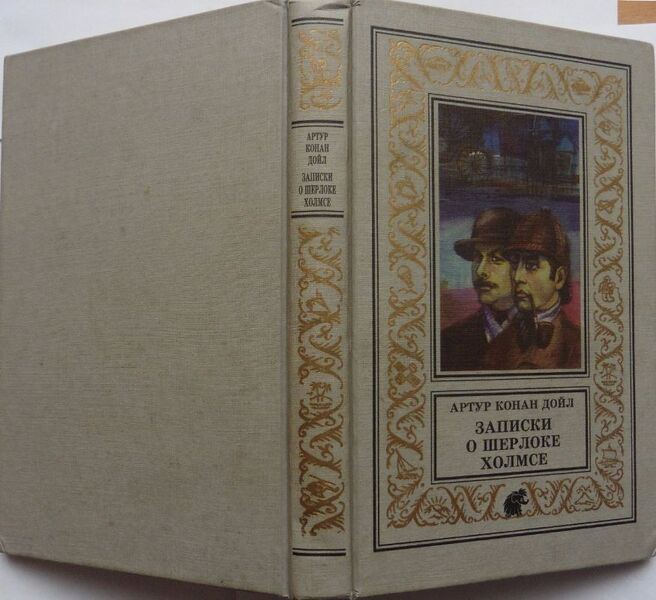 АРТУР
КОНАН
ДОЙЛ
ЗАПИСКИ
О ШЕРЛОКЕ
ХОЛМСЕ
АРТУР КОНАН ДОЙЛ
ЗАПИСКИ
О ШЕРЛОКЕ
ХОЛМСЕ